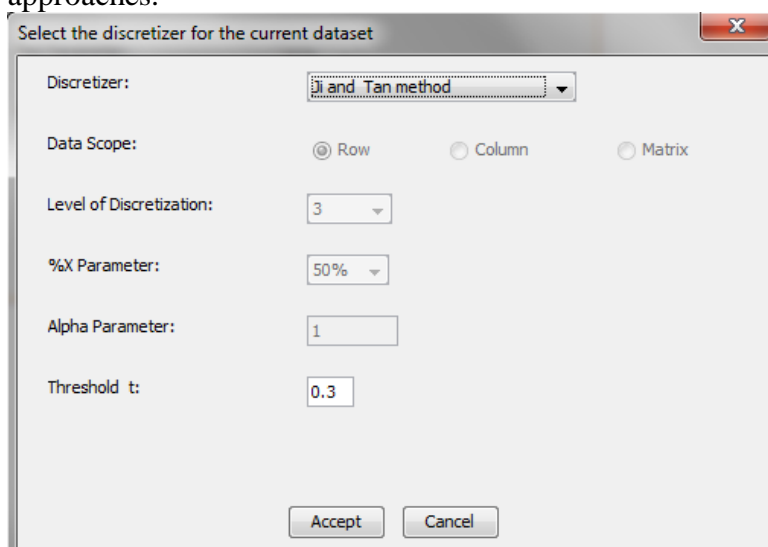 approaches.
Select the discretizer for the current dataset
X
Discretizer: Ji and Tan method
Data Scope: Row Column Matrix
Level of Discretization: 3
%X Parameter: 50%
Alpha Parameter: 1
Threshold t: 0.3
Accept Cancel